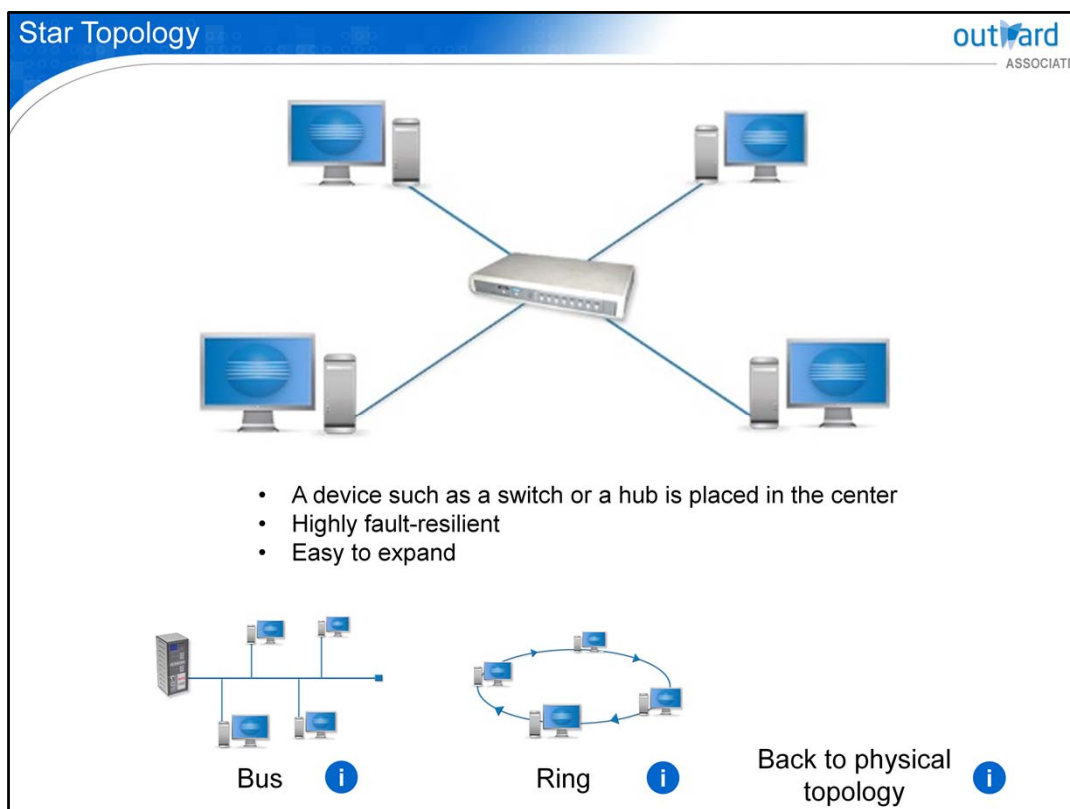 Star Topology
outward
ASSOCIATE
• A device such as a switch or a hub is placed in the center
• Highly fault-resilient
• Easy to expand
Bus i
Ring i
Back to physical
topology i